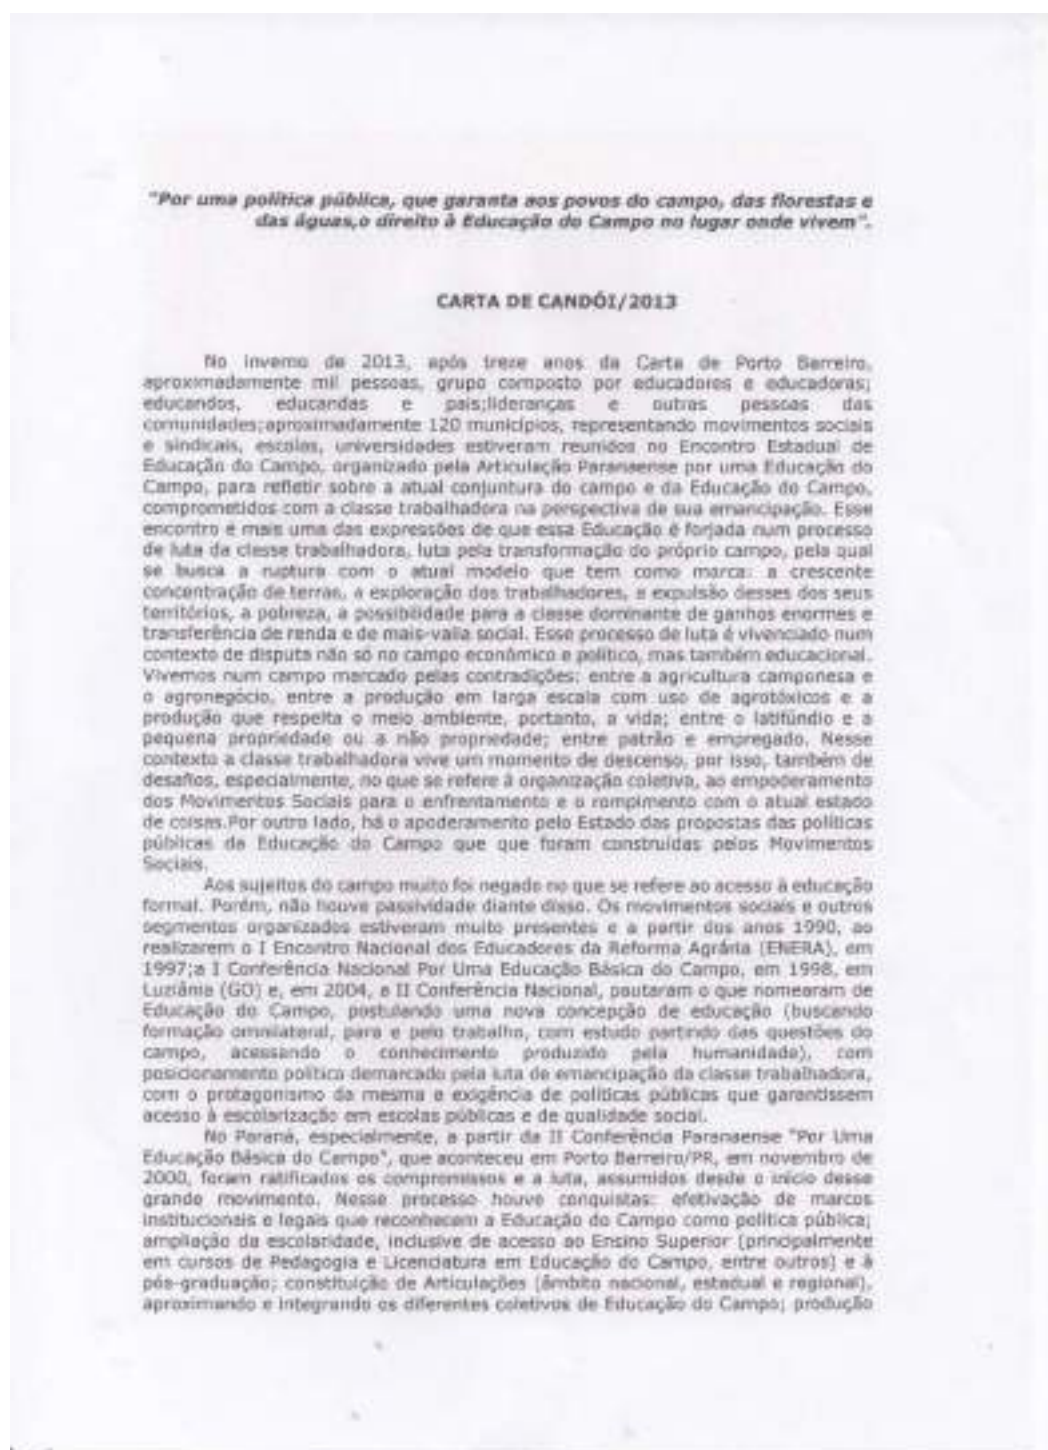 "Por uma política pública, que garanta aos povos do campo, das florestas e
das águas,o direito à Educação do Campo no lugar onde vivem".
CARTA DE CANDÓI/2013
No inverno de 2013, após treze anos da Carta de Porto Barreiro,
aproximadamente mil pessoas, grupo composto por educadores e educadoras;
educandos, educandas e pais;lideranças e outras pessoas das
comunidades;aproximadamente 120 municípios, representando movimentos sociais
e sindicais, escolas, universidades estiveram reunidos no Encontro Estadual de
Educação do Campo, organizado pela Articulação Paranaense por uma Educação do
Campo, para refletir sobre a atual conjuntura do campo e da Educação do Campo,
comprometidos com a classe trabalhadora na perspectiva de sua emancipação. Esse
encontro é mais uma das expressões de que essa Educação é forjada num processo
de luta da classe trabalhadora, luta pela transformação do próprio campo, pela qual
se busca a ruptura com o atual modelo que tem como marca: a crescente
concentração de terras, a exploração dos trabalhadores, a expulsão desses dos seus
territórios, a pobreza, a possibilidade para a classe dominante de ganhos enormes e
transferência de renda e de mais-valia social. Esse processo de luta é vivenciado num
contexto de disputa não só no campo econômico e político, mas também educacional.
Vivemos num campo marcado pelas contradições: entre a agricultura camponesa e
o agronegócio, entre a produção em larga escala com uso de agrotóxicos e a
produção que respeita o meio ambiente, portanto, a vida; entre o latifúndio e a
pequena propriedade ou a não propriedade; entre patrão e empregado. Nesse
contexto a classe trabalhadora vive um momento de descenso, por isso, também de
desafios, especialmente, no que se refere à organização coletiva, ao empoderamento
dos Movimentos Sociais para o enfrentamento e o rompimento com o atual estado
de coisas.Por outro lado, há o apoderamento pelo Estado das propostas das políticas
públicas da Educação do Campo que que foram construídas pelos Movimentos
Sociais.
Aos sujeitos do campo muito foi negado no que se refere ao acesso à educação
formal. Porém, não houve passividade diante disso. Os movimentos sociais e outros
segmentos organizados estiveram muito presentes e a partir dos anos 1990, ao
realizarem o I Encontro Nacional dos Educadores da Reforma Agrária (ENERA), em
1997;a I Conferência Nacional Por Uma Educação Básica do Campo, em 1998, em
Luziânia (GO) e, em 2004, a II Conferência Nacional, pautaram o que nomearam de
Educação do Campo, postulando uma nova concepção de educação (buscando
formação omnilateral, para e pelo trabalho, com estudo partindo das questões do
campo, acessando o conhecimento produzido pela humanidade), com
posicionamento político demarcado pela luta de emancipação da classe trabalhadora,
com o protagonismo da mesma e exigência de políticas públicas que garantissem
acesso à escolarização em escolas públicas e de qualidade social.
No Paraná, especialmente, a partir da II Conferência Paranaense "Por Uma
Educação Básica do Campo", que aconteceu em Porto Barreiro/PR, em novembro de
2000, foram ratificados os compromissos e a luta, assumidos desde o início desse
grande movimento. Nesse processo houve conquistas: efetivação de marcos
institucionais e legais que reconhecem a Educação do Campo como política pública;
ampliação da escolaridade, inclusive de acesso ao Ensino Superior (principalmente
em cursos de Pedagogia e Licenciatura em Educação do Campo, entre outros) e à
pós-graduação; constituição de Articulações (âmbito nacional, estadual e regional),
aproximando e integrando os diferentes coletivos de Educação do Campo; produção